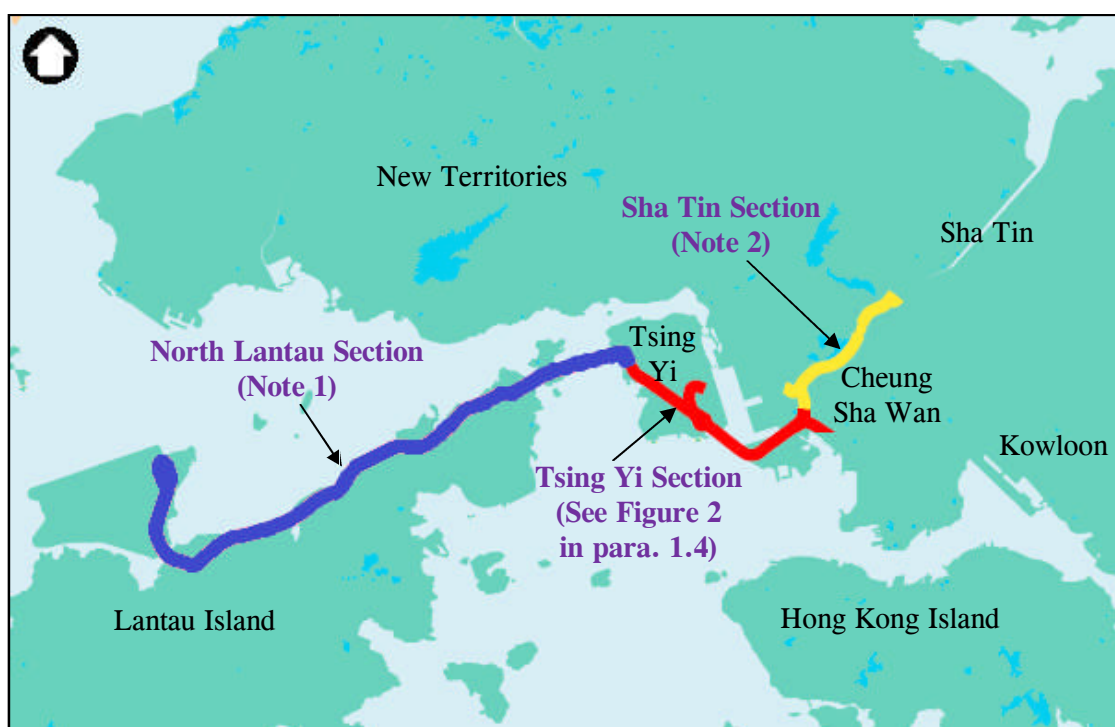 New Territories
Sha Tin Section
(Note 2)
Sha Tin
North Lantau Section
(Note 1)
Tsing
Yi
Cheung
Sha Wan
Kowloon
Tsing Yi Section
(See Figure 2
in para. 1.4)
Lantau Island
Hong Kong Island